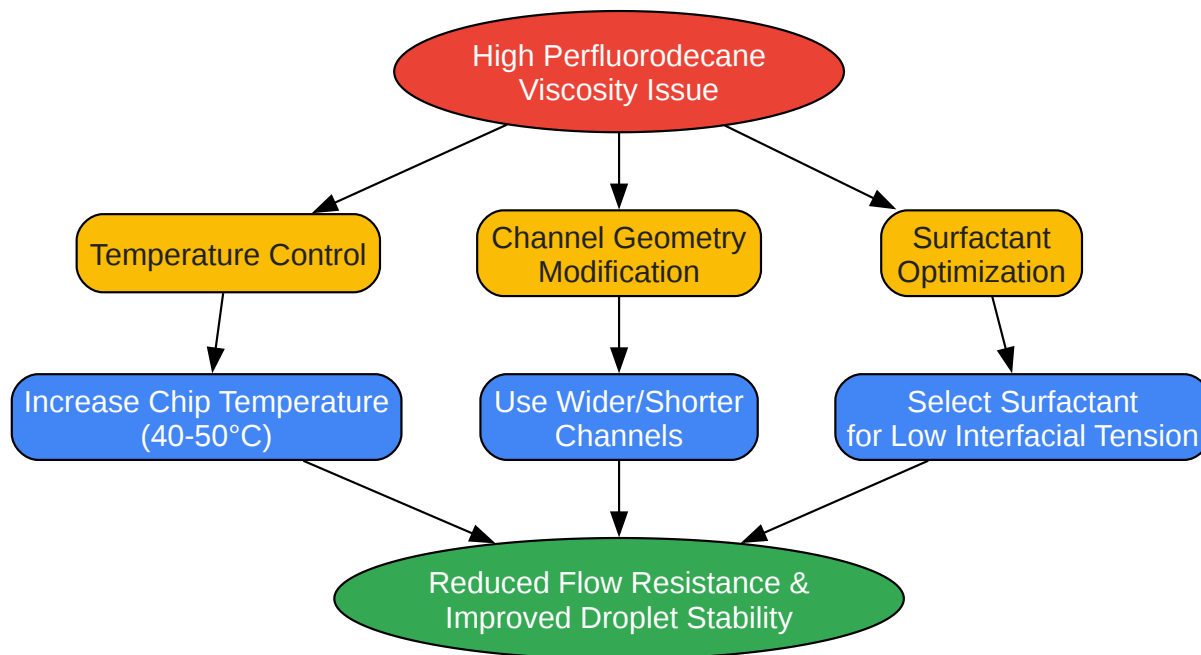 High Perfluorodecane
Viscosity Issue
Temperature Control
Channel Geometry
Modification
Surfactant
Optimization
Increase Chip Temperature
(40-50°C)
Use Wider/Shorter
Channels
Select Surfactant
for Low Interfacial Tension
Reduced Flow Resistance &
Improved Droplet Stability